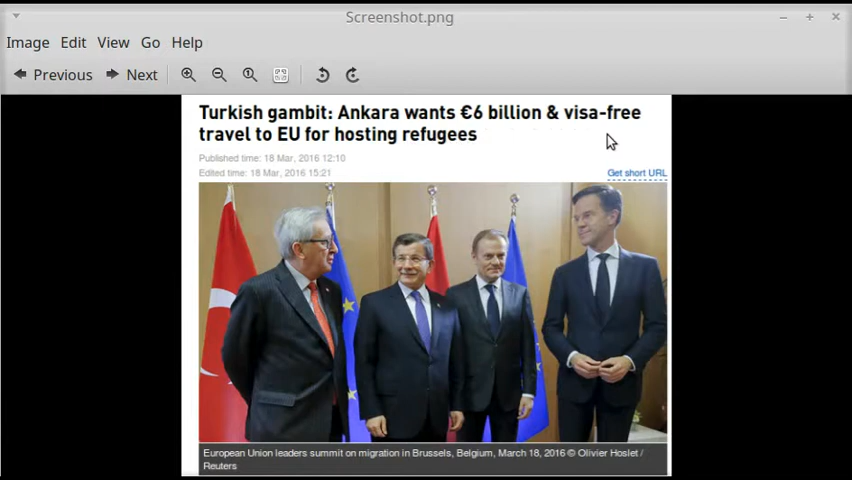 Screenshot.png
Image Edit View Go Help
Previous Next
Turkish gambit: Ankara wants €6 billion & visa-free
travel to EU for hosting refugees
Published time: 18 Mar, 2016 12:10
Edited time: 18 Mar, 2016 15:21
Get short URL
European Union leaders summit on migration in Brussels, Belgium, March 18, 2016 © Olivier Hoslet /
Reuters